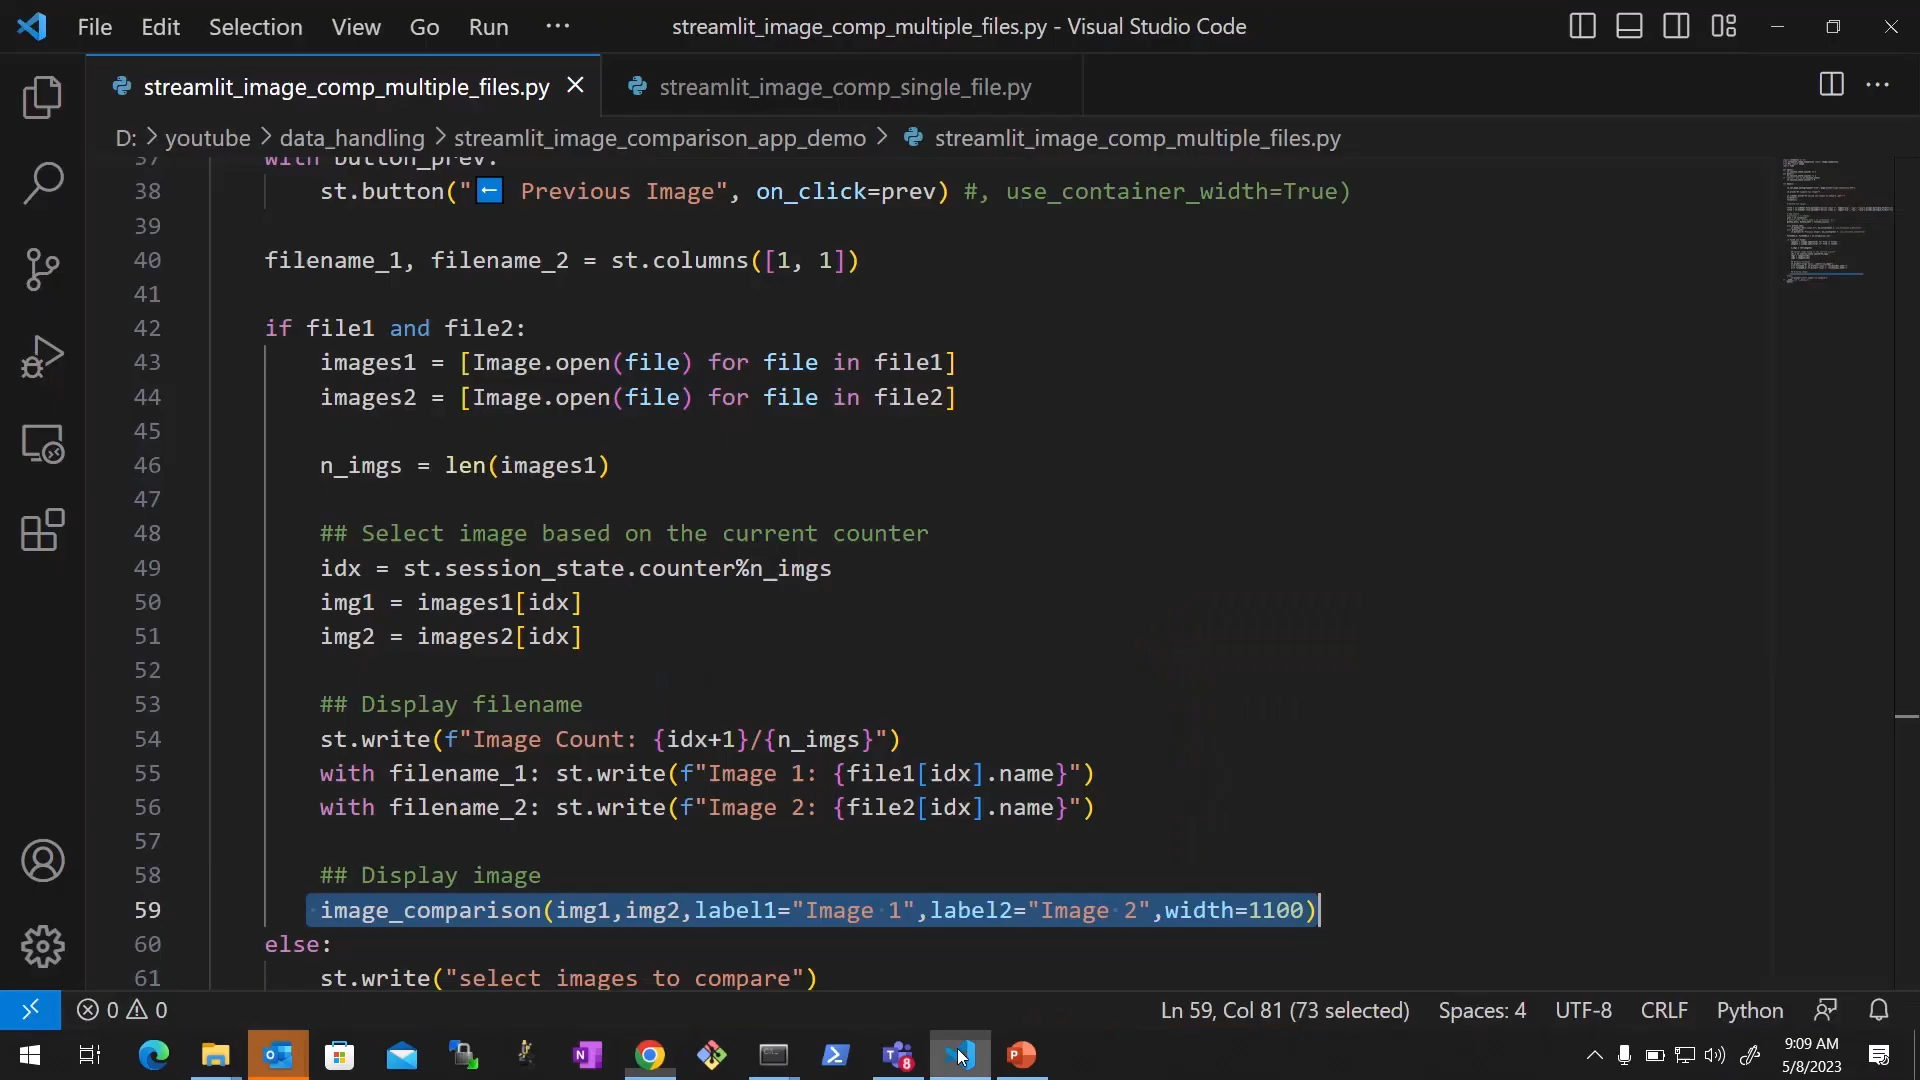 File Edit Selection View Go Run ··· streamlit_image_comp_multiple_files.py - Visual Studio Code
streamlit_image_comp_multiple_files.py streamlit_image_comp_single_file.py
D: > youtube > data_handling > streamlit_image_comparison_app_demo > streamlit_image_comp_multiple_files.py
37 with button_prev:
38 st.button("⬅ Previous Image", on_click=prev) #, use_container_width=True)
39
40 filename_1, filename_2 = st.columns([1, 1])
41
42 if file1 and file2:
43 images1 = [Image.open(file) for file in file1]
44 images2 = [Image.open(file) for file in file2]
45
46 n_imgs = len(images1)
47
48 ## Select image based on the current counter
49 idx = st.session_state.counter%n_imgs
50 img1 = images1[idx]
51 img2 = images2[idx]
52
53 ## Display filename
54 st.write(f"Image Count: {idx+1}/{n_imgs}")
55 with filename_1: st.write(f"Image 1: {file1[idx].name}")
56 with filename_2: st.write(f"Image 2: {file2[idx].name}")
57
58 ## Display image
59 image_comparison(img1,img2,label1="Image 1",label2="Image 2",width=1100)
60 else:
61 st.write("select images to compare")
0 0 Ln 59, Col 81 (73 selected) Spaces: 4 UTF-8 CRLF Python
9:09 AM
5/8/2023